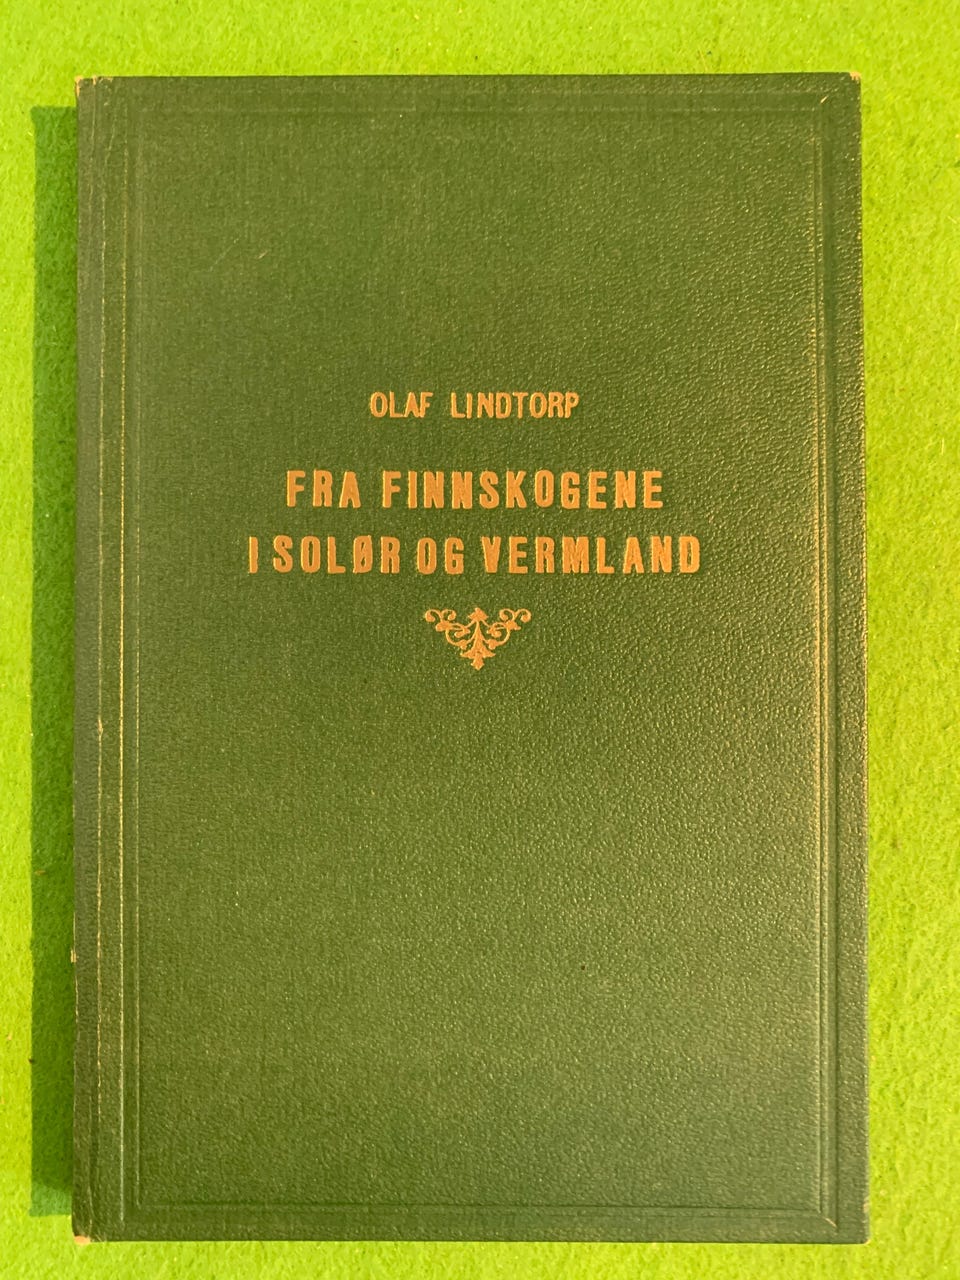 OLAF LINDTORP
FRA FINNSKOGENE
I SOLØR OG VERMLAND